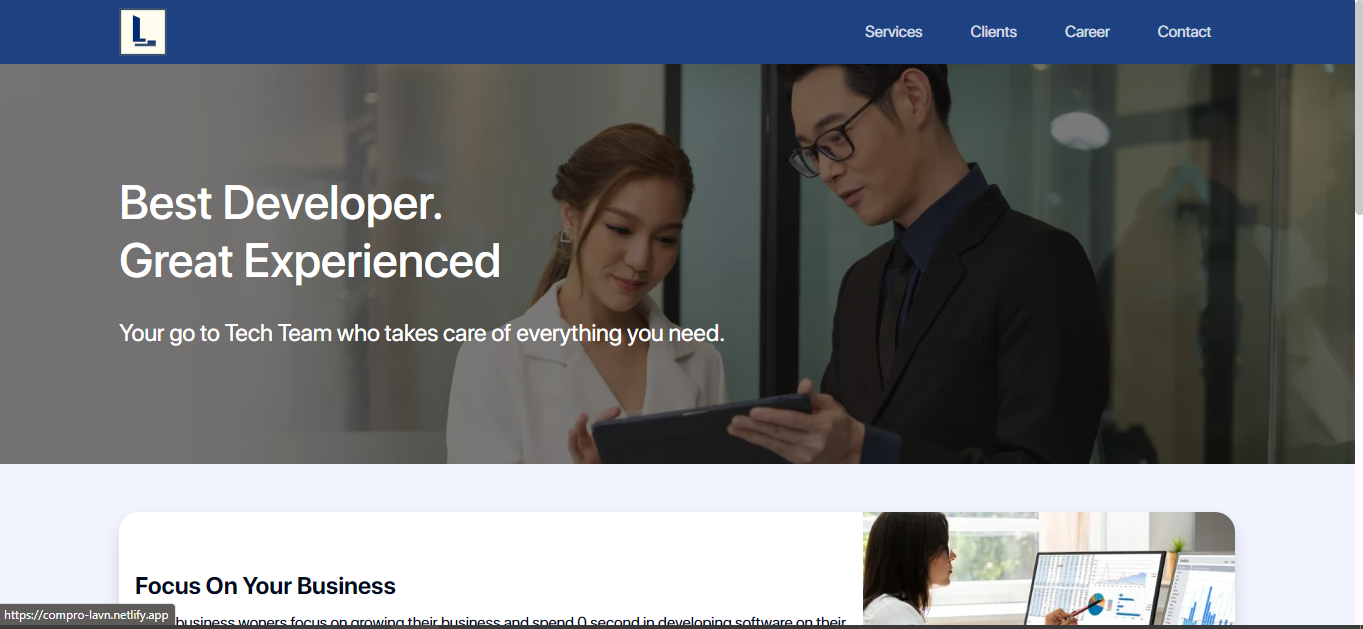 L
Services Clients Career Contact
Best Developer.
Great Experienced
Your go to Tech Team who takes care of everything you need.
Focus On Your Business
business woners focus on growing their business and spend 0 second in developing software on their
https://compro-lavn.netlify.app